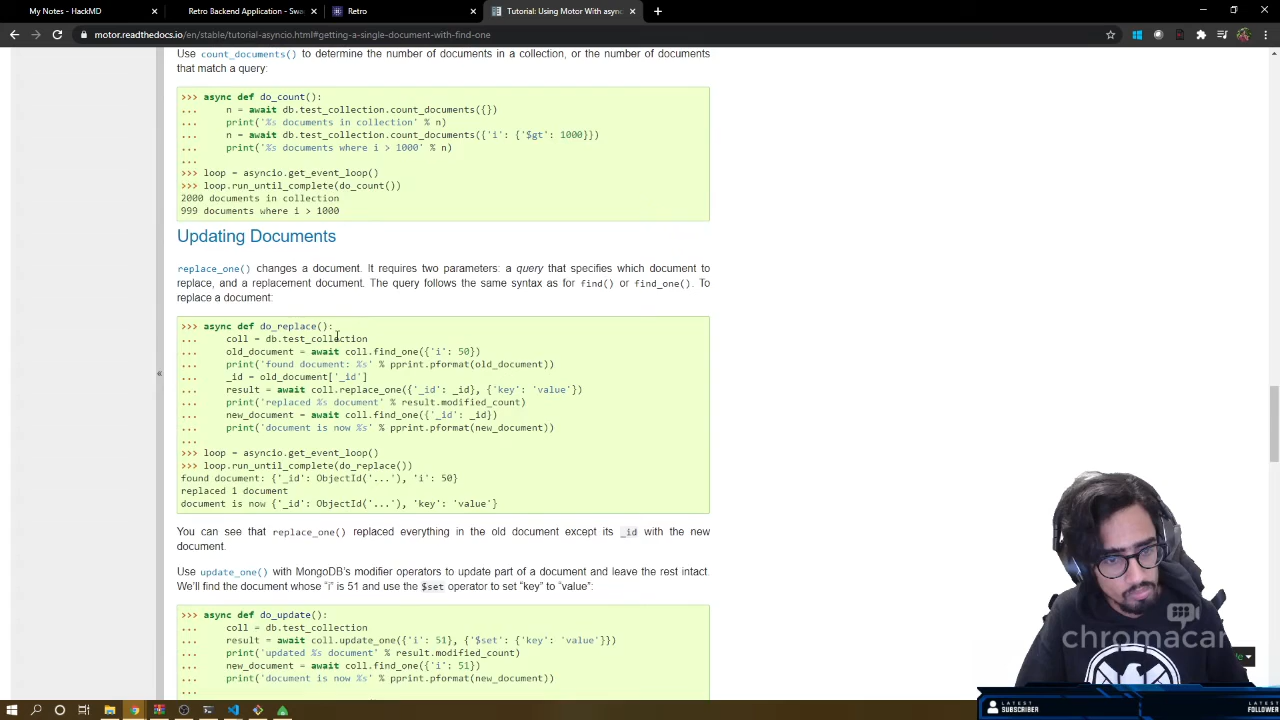 My Notes - HackMD
Retro Backend Application - Swa
Retro
Tutorial: Using Motor With async
motor.readthedocs.io/en/stable/tutorial-asyncio.html#getting-a-single-document-with-find-one
Use count_documents() to determine the number of documents in a collection, or the number of documents
that match a query:
>>> async def do_count():
... n = await db.test_collection.count_documents({})
... print('%s documents in collection' % n)
... n = await db.test_collection.count_documents({'i': {'$gt': 1000}})
... print('%s documents where i > 1000' % n)
...
>>> loop = asyncio.get_event_loop()
>>> loop.run_until_complete(do_count())
2000 documents in collection
999 documents where i > 1000
Updating Documents
replace_one() changes a document. It requires two parameters: a query that specifies which document to
replace, and a replacement document. The query follows the same syntax as for find() or find_one(). To
replace a document:
>>> async def do_replace():
... coll = db.test_collection
... old_document = await coll.find_one({'i': 50})
... print('found document: %s' % pprint.pformat(old_document))
... _id = old_document['_id']
... result = await coll.replace_one({'_id': _id}, {'key': 'value'})
... print('replaced %s document' % result.modified_count)
... new_document = await coll.find_one({'_id': _id})
... print('document is now %s' % pprint.pformat(new_document))
...
>>> loop = asyncio.get_event_loop()
>>> loop.run_until_complete(do_replace())
found document: {'_id': ObjectId('...'), 'i': 50}
replaced 1 document
document is now {'_id': ObjectId('...'), 'key': 'value'}
You can see that replace_one() replaced everything in the old document except its _id with the new
document.
Use update_one() with MongoDB's modifier operators to update part of a document and leave the rest intact.
We'll find the document whose "i" is 51 and use the $set operator to set "key" to "value":
>>> async def do_update():
... coll = db.test_collection
... result = await coll.update_one({'i': 51}, {'$set': {'key': 'value'}})
... print('updated %s document' % result.modified_count)
... new_document = await coll.find_one({'i': 51})
... print('document is now %s' % pprint.pformat(new_document))
...
«
chromacam
LATEST
SUBSCRIBER
LATEST
FOLLOWER